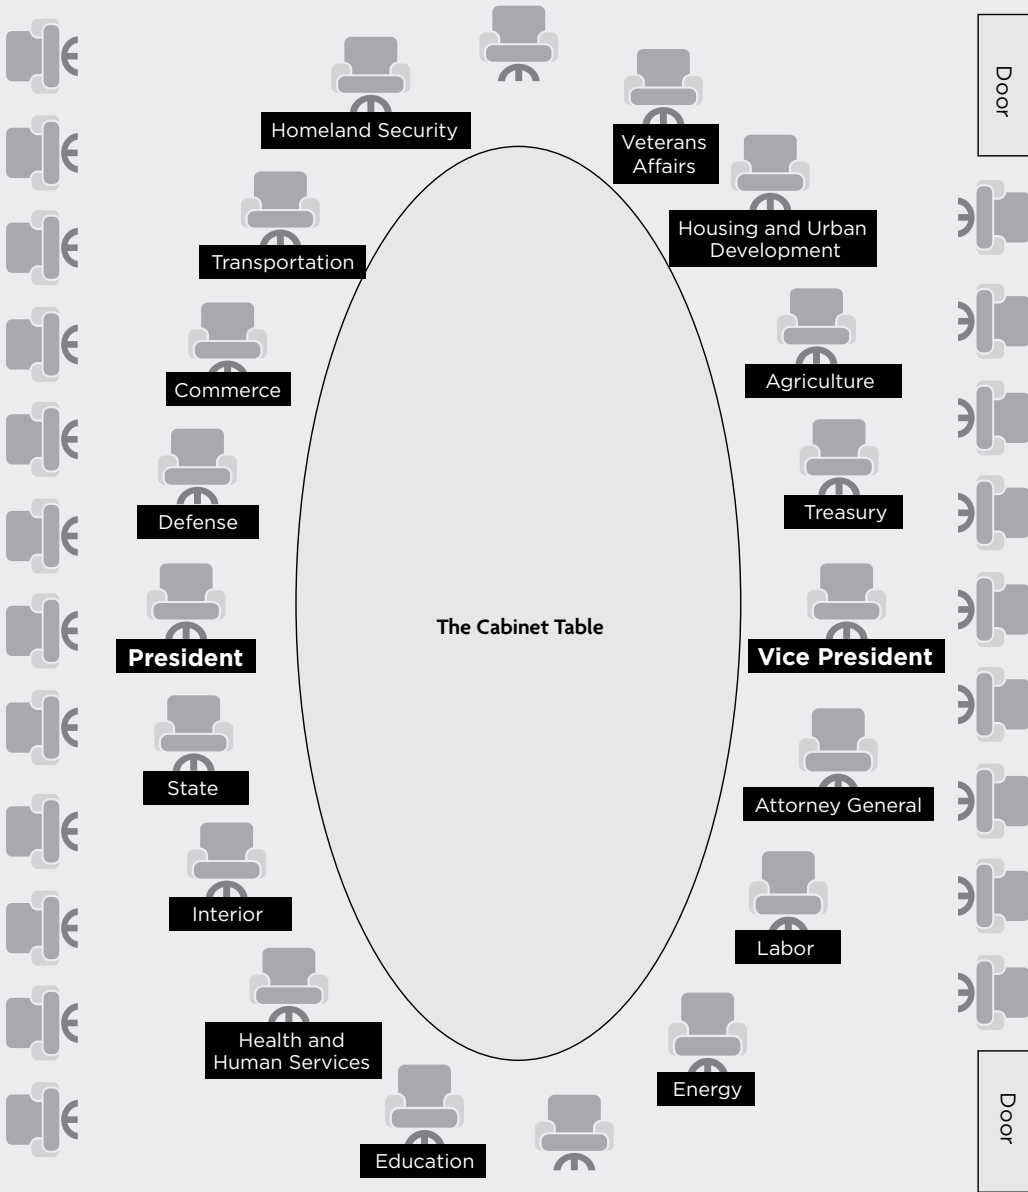 Door
Homeland Security
Veterans
Affairs
Housing and Urban
Development
Transportation
Agriculture
Commerce
Treasury
Defense
The Cabinet Table
President
Vice President
State
Attorney General
Interior
Labor
Health and
Human Services
Energy
Door
Education